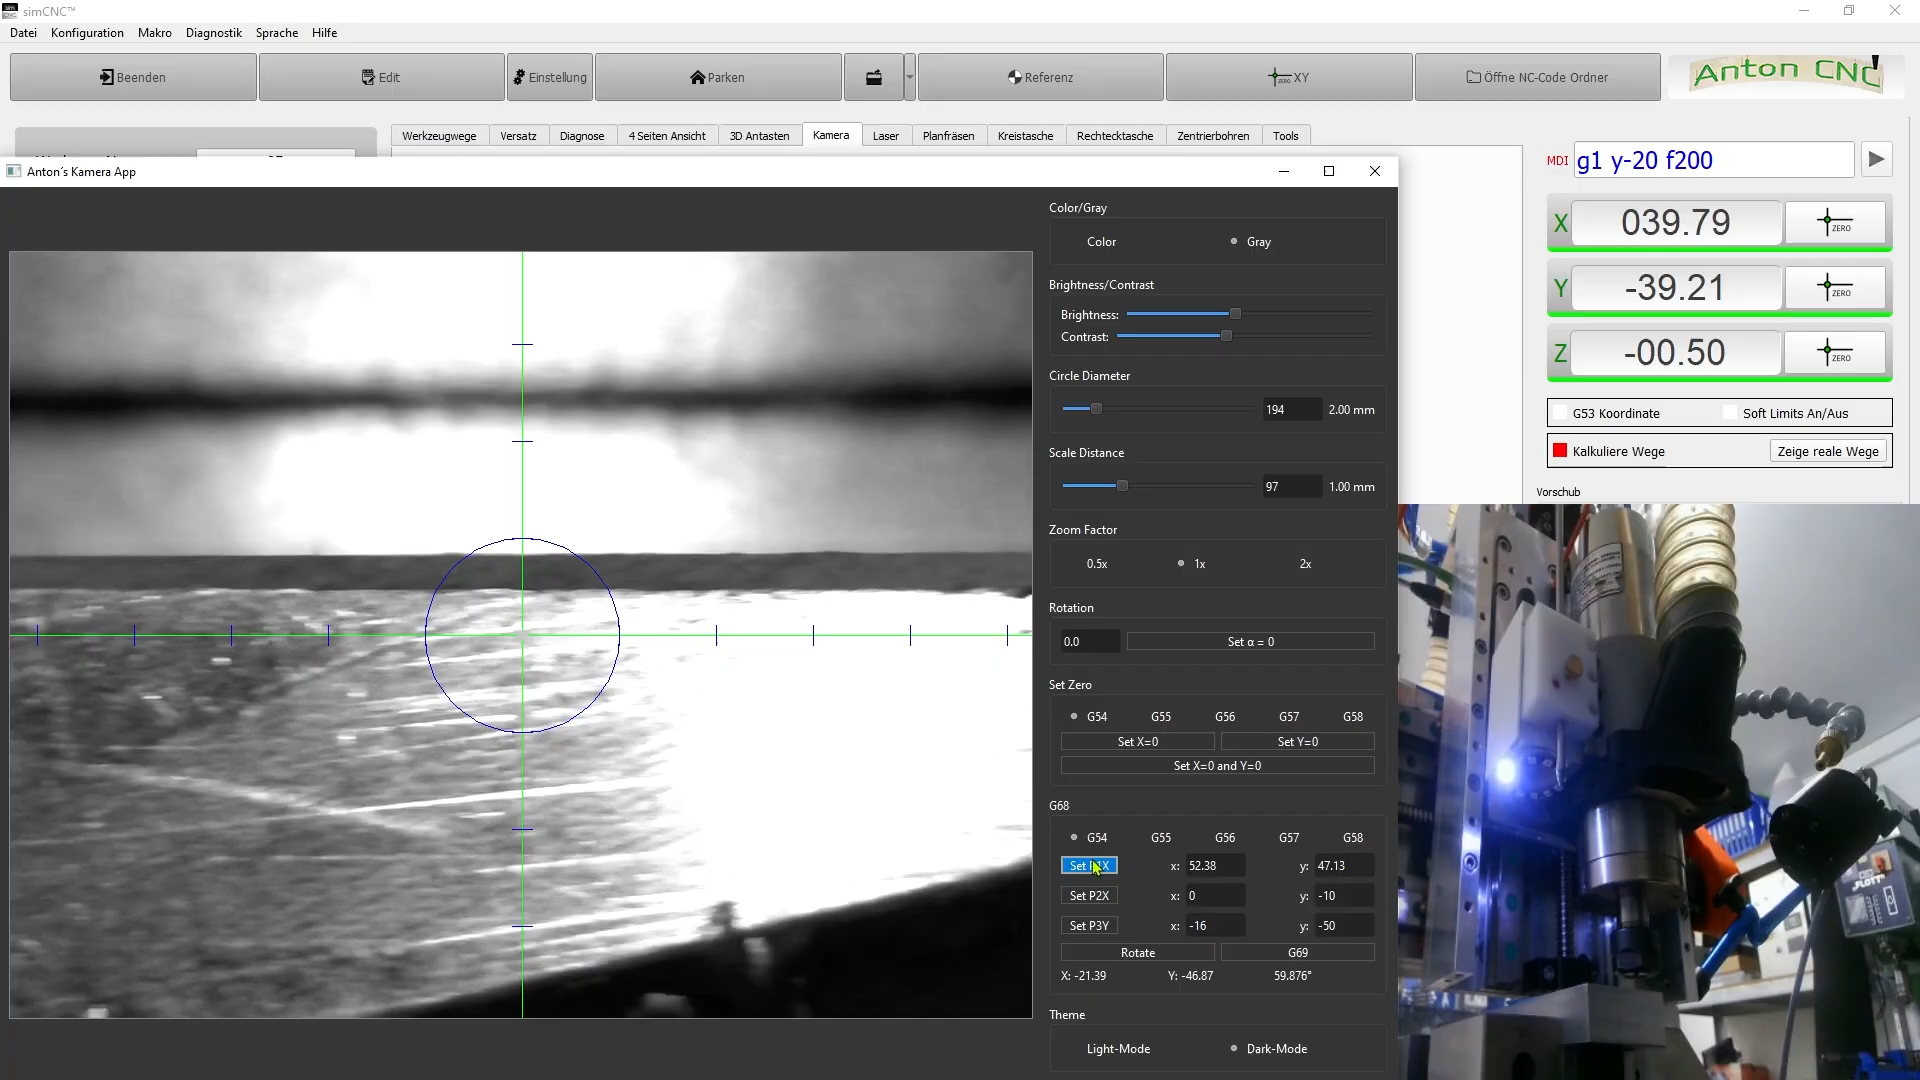 simCNC™
Datei Konfiguration Makro Diagnostik Sprache Hilfe
Beenden Edit Einstellung Parken Referenz XY Öffne NC-Code Ordner Anton CNC
Werkzeugwege Versatz Diagnose 4 Seiten Ansicht 3D Antasten Kamera Laser Planfräsen Kreistasche Rechtecktasche Zentrierbohren Tools
MDI g1 y-20 f200
Anton´s Kamera App
X 039.79 ZERO
Y -39.21 ZERO
Z -00.50 ZERO
G53 Koordinate Soft Limits An/Aus
Kalkuliere Wege Zeige reale Wege
Vorschub
Color/Gray
Color Gray
Brightness/Contrast
Brightness:
Contrast:
Circle Diameter
194 2.00 mm
Scale Distance
97 1.00 mm
Zoom Factor
0.5x 1x 2x
Rotation
0.0 Set α = 0
Set Zero
G54 G55 G56 G57 G58
Set X=0 Set Y=0
Set X=0 and Y=0
G68
G54 G55 G56 G57 G58
Set P1X x: 52.38 y: 47.13
Set P2X x: 0 y: -10
Set P3Y x: -16 y: -50
Rotate G69
X: -21.39 Y: -46.87 59.876°
Theme
Light-Mode Dark-Mode
FLOTT